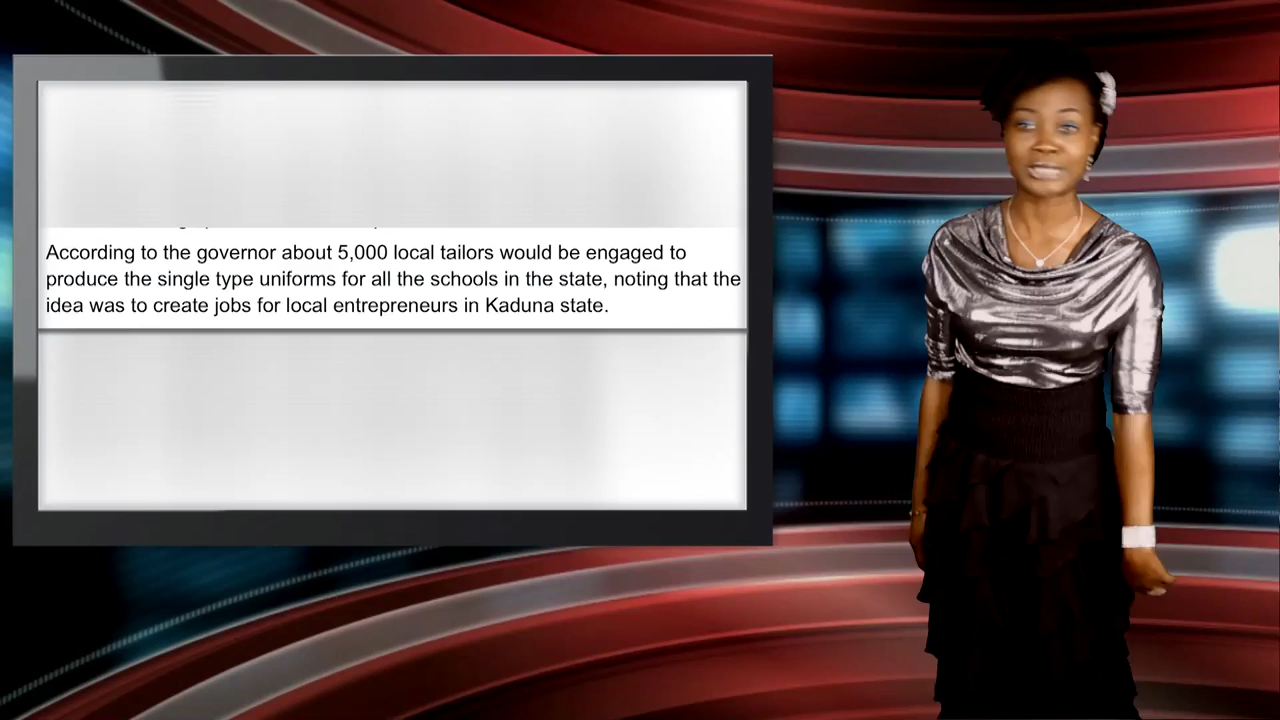 According to the governor about 5,000 local tailors would be engaged to
produce the single type uniforms for all the schools in the state, noting that the
idea was to create jobs for local entrepreneurs in Kaduna state.